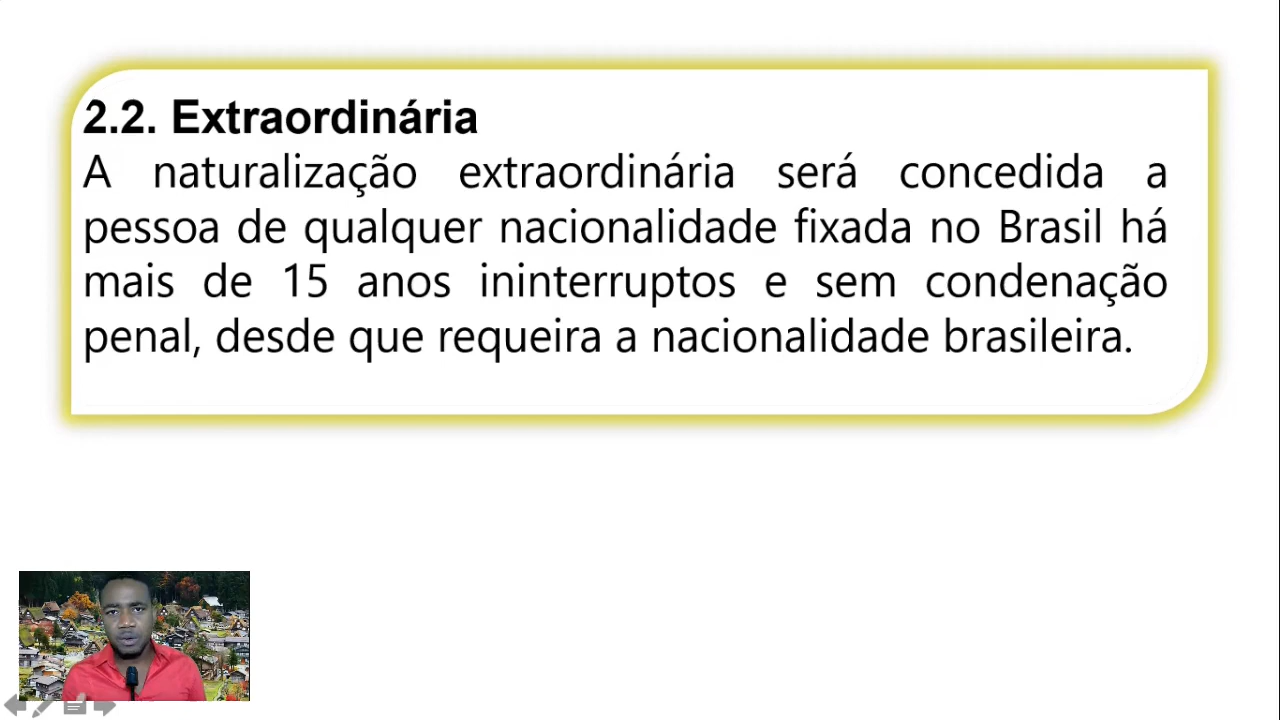 2.2. Extraordinária
A naturalização extraordinária será concedida a
pessoa de qualquer nacionalidade fixada no Brasil há
mais de 15 anos ininterruptos e sem condenação
penal, desde que requeira a nacionalidade brasileira.